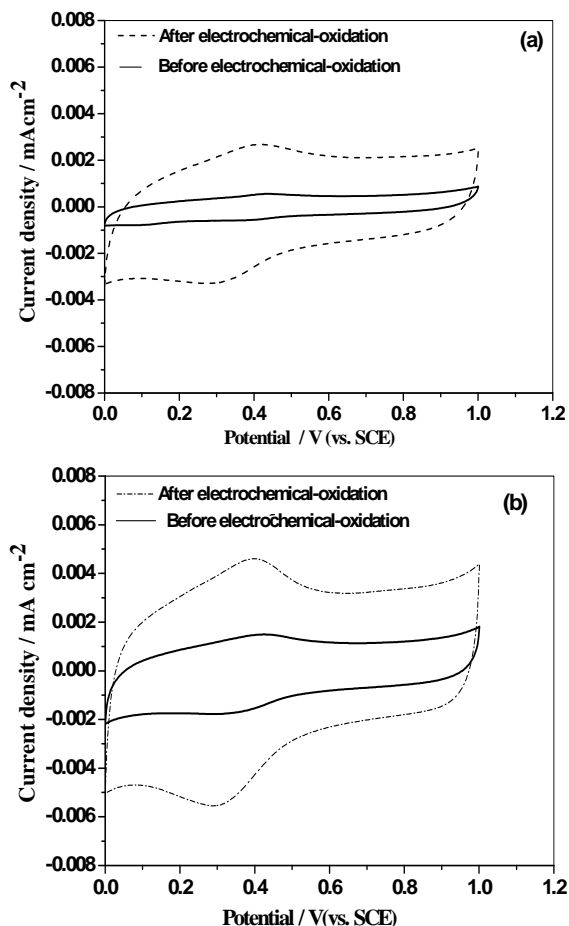 0.008
After electrochemical-oxidation
(a)
0.006
Before electrochemical-oxidation
0.004
0.002
0.000
-0.002
-0.004
-0.006
-0.008
Current density / mAcm-2
0.0 0.2 0.4 0.6 0.8 1.0 1.2
Potential / V (vs. SCE)
0.008
After electrochemical-oxidation
(b)
0.006
Before electrochemical-oxidation
0.004
0.002
0.000
-0.002
-0.004
-0.006
-0.008
Current density / mA cm-2
0.0 0.2 0.4 0.6 0.8 1.0 1.2
Potential / V(vs. SCE)